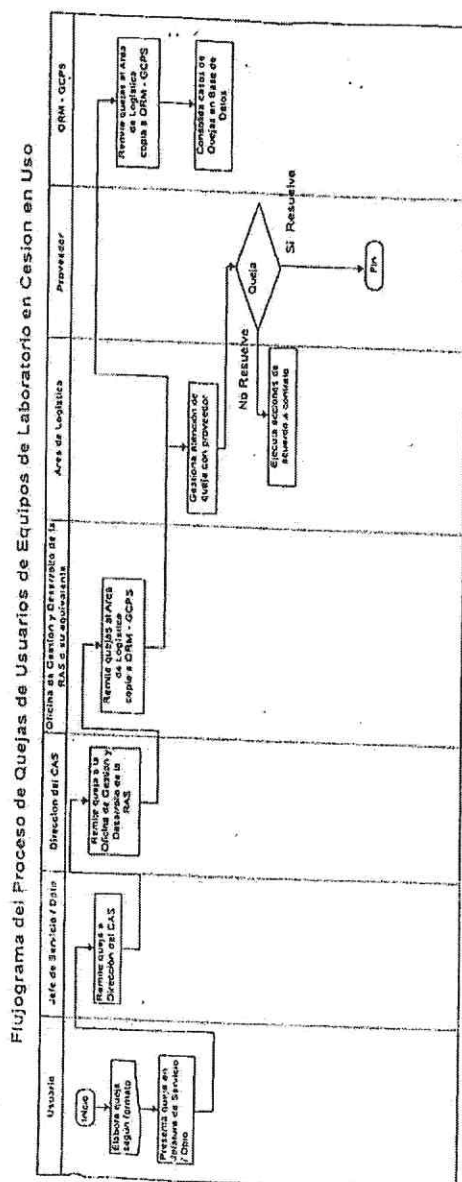 Flujograma del Proceso de Quejas de Usuarios de Equipos de Laboratorio en Cesion en Uso
Usuario
Inicio
Elabora queja
según formato
Presenta queja en
Jefatura de Servicio
/ Dpto
Jefe de Servicio / Dpto
Remite queja a
Dirección del CAS
Direccion del CAS
Remite queja a la
Oficina de Gestion y
Desarrollo de la
RAS
Oficina de Gestion y Desarrollo de la
RAS o su equivalente
Remite quejas al Area
de Logística
copia a ORM - GCPS
Area de Logística
Gestiona atención de
queja con proveedor
Ejecuta acciones de
acuerdo a contrato
Proveedor
Queja
No Resuelve
Si Resuelve
Fin
ORM - GCPS
Remite quejas al Area
de Logística
copia a ORM - GCPS
Consolida casos de
Quejas en Base de
Datos